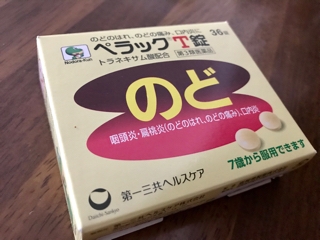 のどのはれ、のどの痛み、口内炎に
ペラックT錠
36錠
トラネキサム酸配合
第3類医薬品
のど
咽頭炎・扁桃炎(のどのはれ、のどの痛み)、口内炎
7歳から服用できます
第一三共ヘルスケア
Daiichi-Sankyo